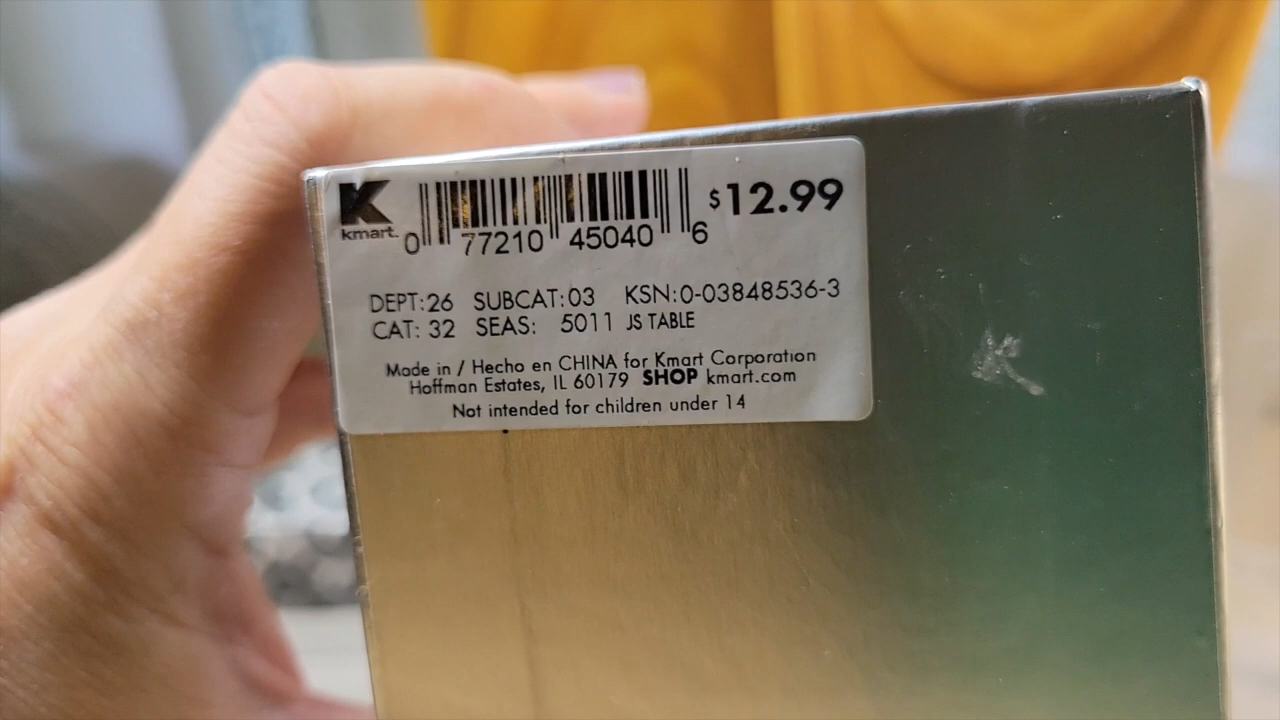 K $12.99
kmart. 0 77210 45040 6
DEPT:26 SUBCAT:03 KSN:0-03848536-3
CAT: 32 SEAS: 5011 JS TABLE
Made in / Hecho en CHINA for Kmart Corporation
Hoffman Estates, IL 60179 SHOP kmart.com
Not intended for children under 14